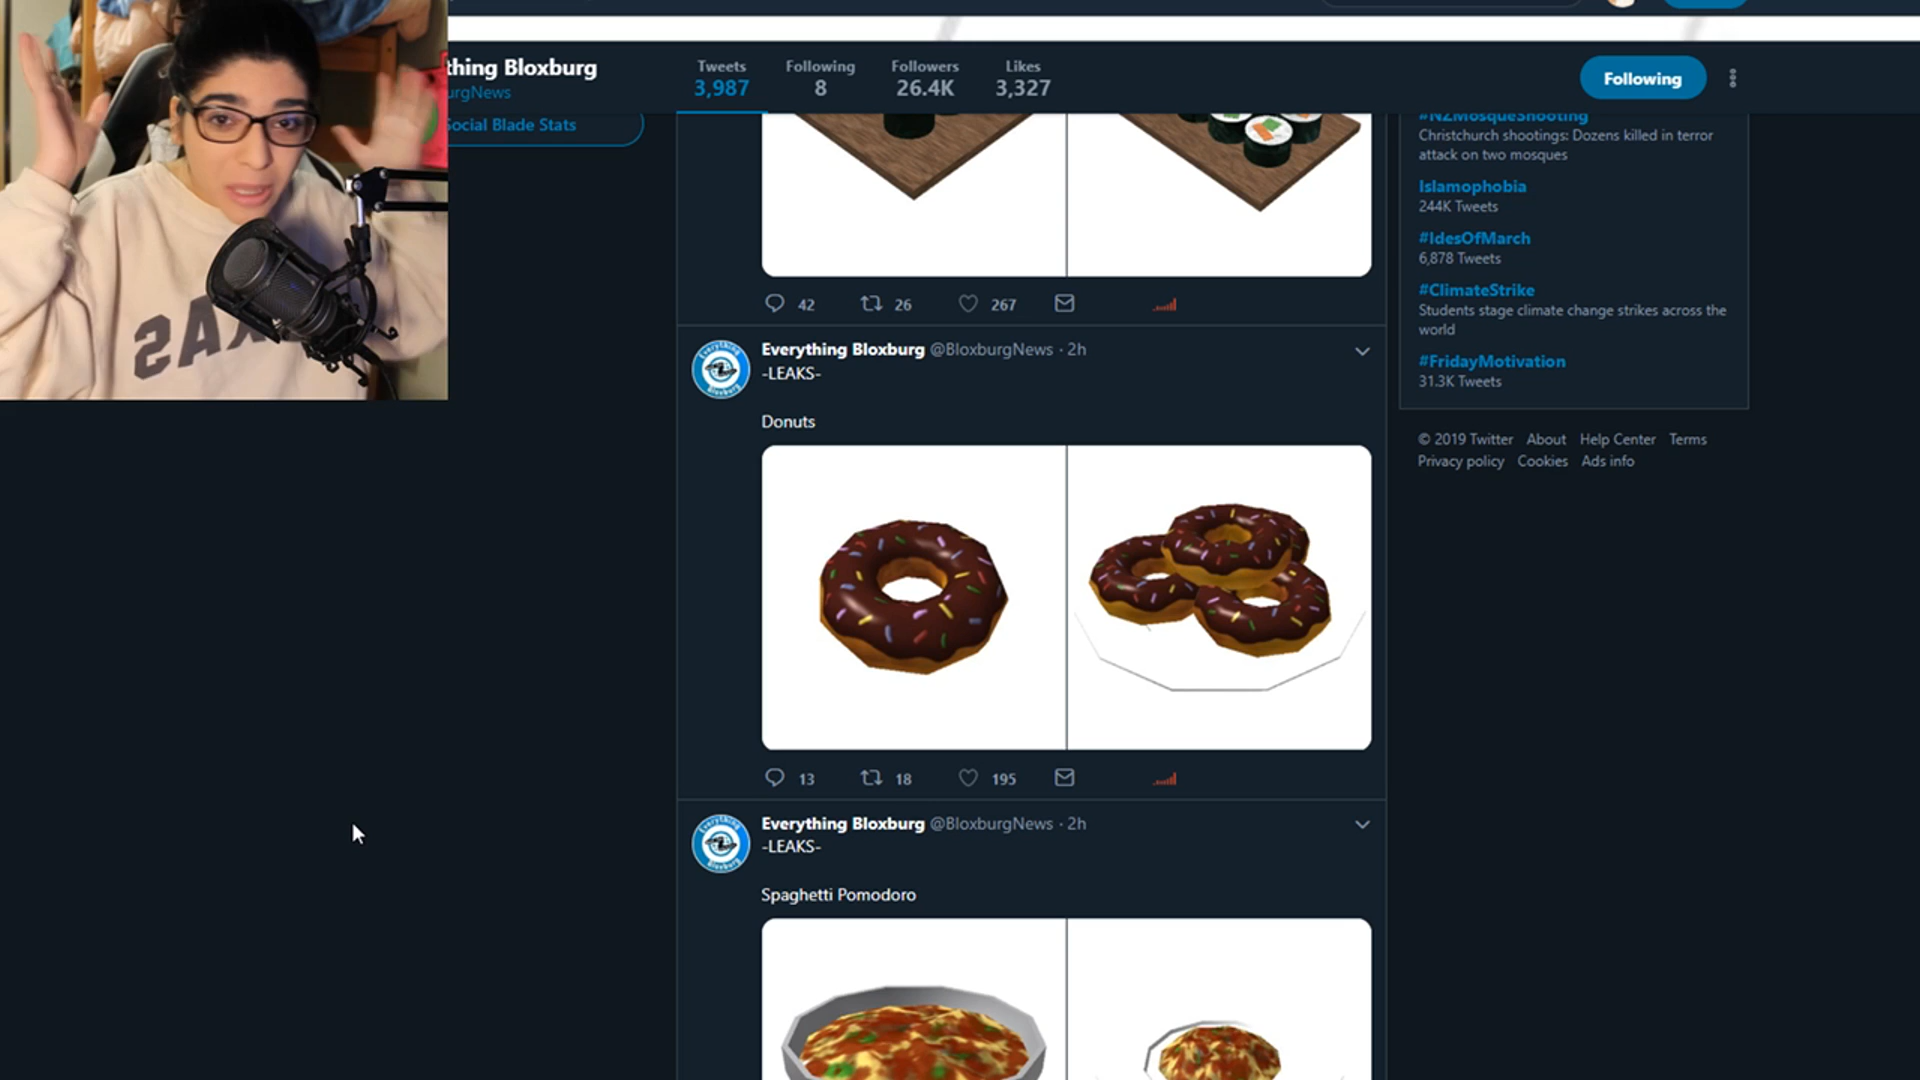 thing Bloxburg
urgNews
Social Blade Stats
Tweets
3,987
Following
8
Followers
26.4K
Likes
3,327
Following
42
26
267
Everything Bloxburg @BloxburgNews · 2h
-LEAKS-
Donuts
13
18
195
Everything Bloxburg @BloxburgNews · 2h
-LEAKS-
Spaghetti Pomodoro
#NZMosqueShooting
Christchurch shootings: Dozens killed in terror
attack on two mosques
Islamophobia
244K Tweets
#IdesOfMarch
6,878 Tweets
#ClimateStrike
Students stage climate change strikes across the
world
#FridayMotivation
31.3K Tweets
© 2019 Twitter About Help Center Terms
Privacy policy Cookies Ads info